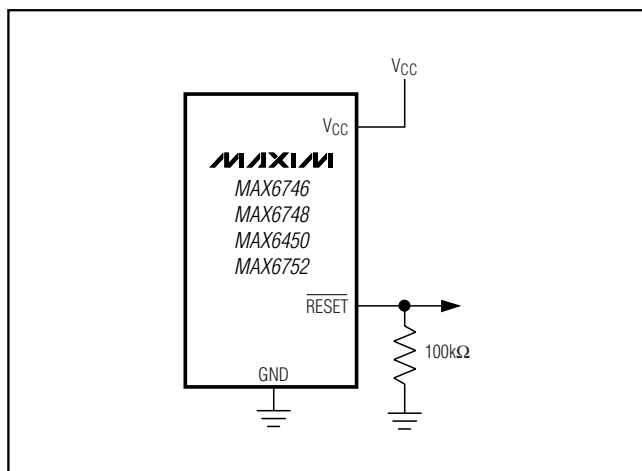 VCC
VCC
MAXIM
MAX6746
MAX6748
MAX6450
MAX6752
RESET
100kΩ
GND